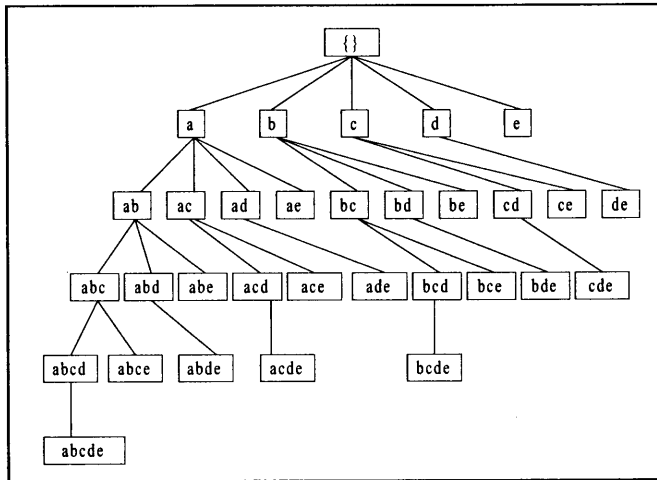 {}
a b c d e
ab ac ad ae bc bd be cd ce de
abc abd abe acd ace ade bcd bce bde cde
abcd abce abde acde bcde
abcde